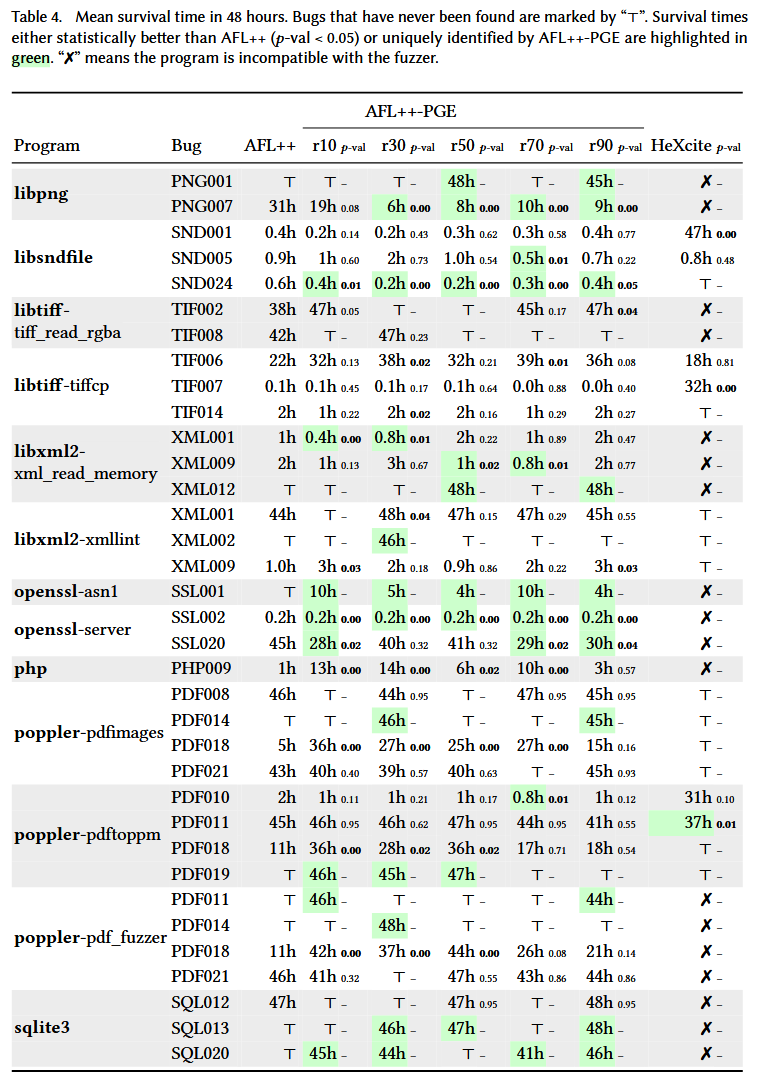 Table 4. Mean survival time in 48 hours. Bugs that have never been found are marked by “⊤”. Survival times
either statistically better than AFL++ (p-val < 0.05) or uniquely identified by AFL++-PGE are highlighted in
green. “✗” means the program is incompatible with the fuzzer.
AFL++-PGE
Program Bug AFL++ r10 p-val r30 p-val r50 p-val r70 p-val r90 p-val HeXcite p-val
libpng
PNG001 ⊤ ⊤ – ⊤ – 48h – ⊤ – 45h – ✗ –
PNG007 31h 19h 0.08 6h 0.00 8h 0.00 10h 0.00 9h 0.00 ✗ –
libsndfile
SND001 0.4h 0.2h 0.14 0.2h 0.43 0.3h 0.62 0.3h 0.58 0.4h 0.77 47h 0.00
SND005 0.9h 1h 0.60 2h 0.73 1.0h 0.54 0.5h 0.01 0.7h 0.22 0.8h 0.48
SND024 0.6h 0.4h 0.01 0.2h 0.00 0.2h 0.00 0.3h 0.00 0.4h 0.05 ⊤ –
libtiff-
tiff_read_rgba
TIF002 38h 47h 0.05 ⊤ – ⊤ – 45h 0.17 47h 0.04 ✗ –
TIF008 42h ⊤ – 47h 0.23 ⊤ – ⊤ – ⊤ – ✗ –
libtiff-tiffcp
TIF006 22h 32h 0.13 38h 0.02 32h 0.21 39h 0.01 36h 0.08 18h 0.81
TIF007 0.1h 0.1h 0.45 0.1h 0.17 0.1h 0.64 0.0h 0.88 0.0h 0.40 32h 0.00
TIF014 2h 1h 0.22 2h 0.02 2h 0.16 1h 0.29 2h 0.27 ⊤ –
libxml2-
xml_read_memory
XML001 1h 0.4h 0.00 0.8h 0.01 2h 0.22 1h 0.89 2h 0.47 ✗ –
XML009 2h 1h 0.13 3h 0.67 1h 0.02 0.8h 0.01 2h 0.77 ✗ –
XML012 ⊤ ⊤ – ⊤ – 48h – ⊤ – 48h – ✗ –
libxml2-xmllint
XML001 44h ⊤ – 48h 0.04 47h 0.15 47h 0.29 45h 0.55 ⊤ –
XML002 ⊤ ⊤ – 46h – ⊤ – ⊤ – ⊤ – ⊤ –
XML009 1.0h 3h 0.03 2h 0.18 0.9h 0.86 2h 0.22 3h 0.03 ⊤ –
openssl-asn1 SSL001 ⊤ 10h – 5h – 4h – 10h – 4h – ✗ –
openssl-server
SSL002 0.2h 0.2h 0.00 0.2h 0.00 0.2h 0.00 0.2h 0.00 0.2h 0.00 ✗ –
SSL020 45h 28h 0.02 40h 0.32 41h 0.32 29h 0.02 30h 0.04 ✗ –
php PHP009 1h 13h 0.00 14h 0.00 6h 0.02 10h 0.00 3h 0.57 ✗ –
poppler-pdfimages
PDF008 46h ⊤ – 44h 0.95 ⊤ – 47h 0.95 45h 0.95 ⊤ –
PDF014 ⊤ ⊤ – 46h – ⊤ – ⊤ – 45h – ⊤ –
PDF018 5h 36h 0.00 27h 0.00 25h 0.00 27h 0.00 15h 0.16 ⊤ –
PDF021 43h 40h 0.40 39h 0.57 40h 0.63 ⊤ – 45h 0.93 ⊤ –
poppler-pdftoppm
PDF010 2h 1h 0.11 1h 0.21 1h 0.17 0.8h 0.01 1h 0.12 31h 0.10
PDF011 45h 46h 0.95 46h 0.62 47h 0.95 44h 0.95 41h 0.55 37h 0.01
PDF018 11h 36h 0.00 28h 0.02 36h 0.02 17h 0.71 18h 0.54 ⊤ –
PDF019 ⊤ 46h – 45h – 47h – ⊤ – ⊤ – ⊤ –
poppler-pdf_fuzzer
PDF011 ⊤ 46h – ⊤ – ⊤ – ⊤ – 44h – ✗ –
PDF014 ⊤ ⊤ – 48h – ⊤ – ⊤ – ⊤ – ✗ –
PDF018 11h 42h 0.00 37h 0.00 44h 0.00 26h 0.08 21h 0.14 ✗ –
PDF021 46h 41h 0.32 ⊤ – 47h 0.55 43h 0.86 44h 0.86 ✗ –
sqlite3
SQL012 47h ⊤ – ⊤ – 47h 0.95 ⊤ – 48h 0.95 ✗ –
SQL013 ⊤ ⊤ – 46h – 47h – ⊤ – 48h – ✗ –
SQL020 ⊤ 45h – 44h – ⊤ – 41h – 46h – ✗ –